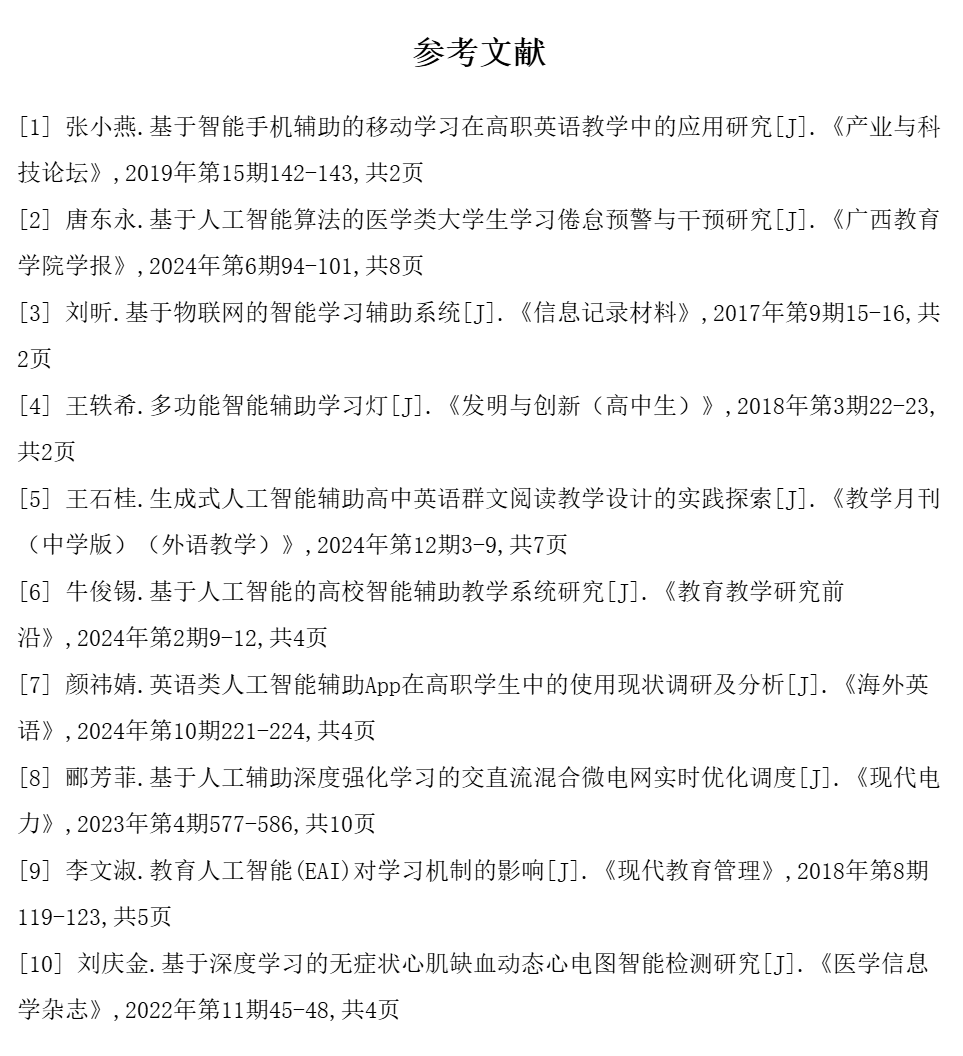 参考文献
[1] 张小燕.基于智能手机辅助的移动学习在高职英语教学中的应用研究[J].《产业与科
技论坛》,2019年第15期142-143,共2页
[2] 唐东永.基于人工智能算法的医学类大学生学习倦怠预警与干预研究[J].《广西教育
学院学报》,2024年第6期94-101,共8页
[3] 刘昕.基于物联网的智能学习辅助系统[J].《信息记录材料》,2017年第9期15-16,共
2页
[4] 王轶希.多功能智能辅助学习灯[J].《发明与创新（高中生）》,2018年第3期22-23,
共2页
[5] 王石桂.生成式人工智能辅助高中英语群文阅读教学设计的实践探索[J].《教学月刊
（中学版）（外语教学）》,2024年第12期3-9,共7页
[6] 牛俊锡.基于人工智能的高校智能辅助教学系统研究[J].《教育教学研究前
沿》,2024年第2期9-12,共4页
[7] 颜祎婧.英语类人工智能辅助App在高职学生中的使用现状调研及分析[J].《海外英
语》,2024年第10期221-224,共4页
[8] 郦芳菲.基于人工辅助深度强化学习的交直流混合微电网实时优化调度[J].《现代电
力》,2023年第4期577-586,共10页
[9] 李文淑.教育人工智能(EAI)对学习机制的影响[J].《现代教育管理》,2018年第8期
119-123,共5页
[10] 刘庆金.基于深度学习的无症状心肌缺血动态心电图智能检测研究[J].《医学信息
学杂志》,2022年第11期45-48,共4页